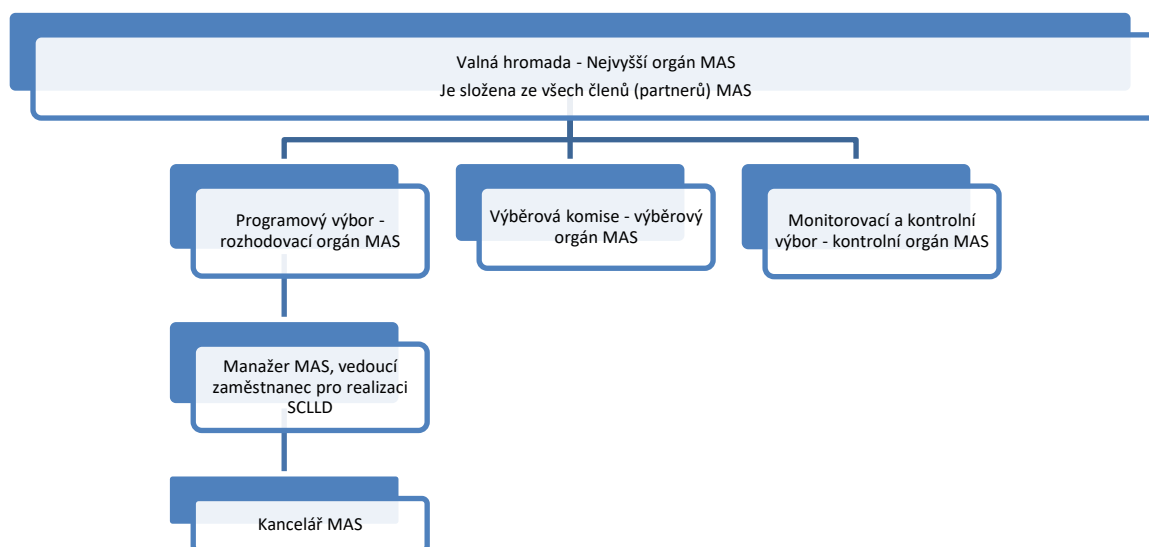 Valná hromada - Nejvyšší orgán MAS
Je složena ze všech členů (partnerů) MAS
Programový výbor -
rozhodovací orgán MAS
Výběrová komise - výběrový
orgán MAS
Monitorovací a kontrolní
výbor - kontrolní orgán MAS
Manažer MAS, vedoucí
zaměstnanec pro realizaci
SCLLD
Kancelář MAS